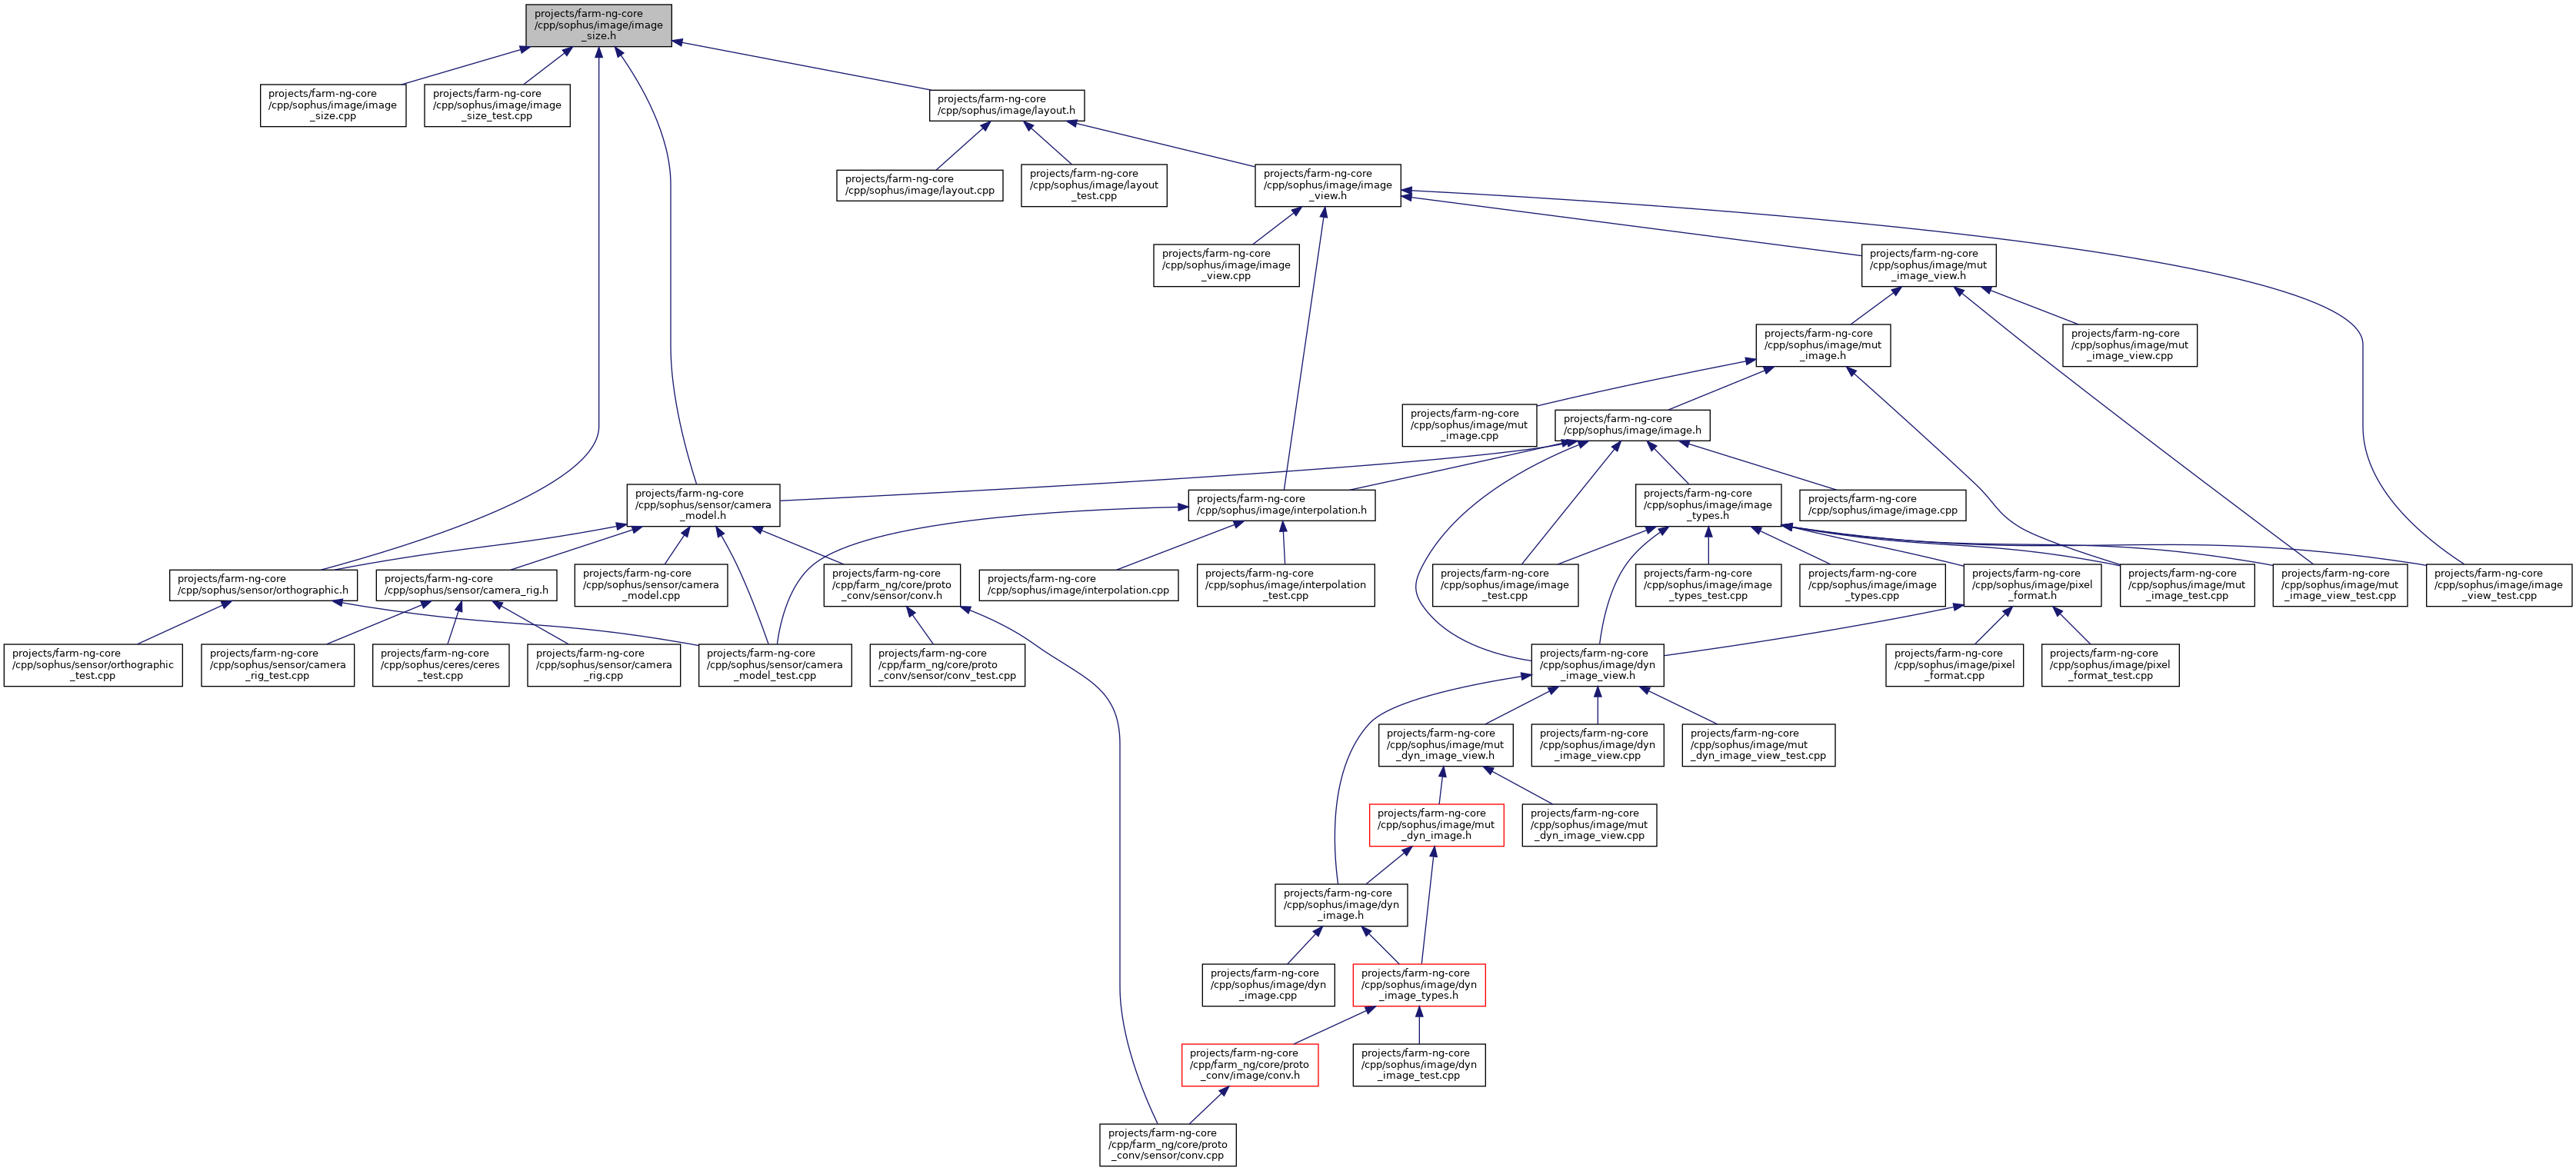 projects/farm-ng-core
/cpp/sophus/image/image
_size.h
projects/farm-ng-core
/cpp/sophus/image/image
_size.cpp
projects/farm-ng-core
/cpp/sophus/image/image
_size_test.cpp
projects/farm-ng-core
/cpp/sophus/image/layout.h
projects/farm-ng-core
/cpp/sophus/image/layout.cpp
projects/farm-ng-core
/cpp/sophus/image/layout
_test.cpp
projects/farm-ng-core
/cpp/sophus/image/image
_view.h
projects/farm-ng-core
/cpp/sophus/image/image
_view.cpp
projects/farm-ng-core
/cpp/sophus/image/mut
_image_view.h
projects/farm-ng-core
/cpp/sophus/image/mut
_image.h
projects/farm-ng-core
/cpp/sophus/image/mut
_image_view.cpp
projects/farm-ng-core
/cpp/sophus/image/mut
_image.cpp
projects/farm-ng-core
/cpp/sophus/image/image.h
projects/farm-ng-core
/cpp/sophus/sensor/camera
_model.h
projects/farm-ng-core
/cpp/sophus/image/interpolation.h
projects/farm-ng-core
/cpp/sophus/image/image
_types.h
projects/farm-ng-core
/cpp/sophus/image/image.cpp
projects/farm-ng-core
/cpp/sophus/sensor/orthographic.h
projects/farm-ng-core
/cpp/sophus/sensor/camera_rig.h
projects/farm-ng-core
/cpp/sophus/sensor/camera
_model.cpp
projects/farm-ng-core
/cpp/farm_ng/core/proto
_conv/sensor/conv.h
projects/farm-ng-core
/cpp/sophus/image/interpolation.cpp
projects/farm-ng-core
/cpp/sophus/image/interpolation
_test.cpp
projects/farm-ng-core
/cpp/sophus/image/image
_test.cpp
projects/farm-ng-core
/cpp/sophus/image/image
_types_test.cpp
projects/farm-ng-core
/cpp/sophus/image/image
_types.cpp
projects/farm-ng-core
/cpp/sophus/image/pixel
_format.h
projects/farm-ng-core
/cpp/sophus/image/mut
_image_test.cpp
projects/farm-ng-core
/cpp/sophus/image/mut
_image_view_test.cpp
projects/farm-ng-core
/cpp/sophus/image/image
_view_test.cpp
projects/farm-ng-core
/cpp/sophus/sensor/orthographic
_test.cpp
projects/farm-ng-core
/cpp/sophus/sensor/camera
_rig_test.cpp
projects/farm-ng-core
/cpp/sophus/ceres/ceres
_test.cpp
projects/farm-ng-core
/cpp/sophus/sensor/camera
_rig.cpp
projects/farm-ng-core
/cpp/sophus/sensor/camera
_model_test.cpp
projects/farm-ng-core
/cpp/farm_ng/core/proto
_conv/sensor/conv_test.cpp
projects/farm-ng-core
/cpp/sophus/image/dyn
_image_view.h
projects/farm-ng-core
/cpp/sophus/image/pixel
_format.cpp
projects/farm-ng-core
/cpp/sophus/image/pixel
_format_test.cpp
projects/farm-ng-core
/cpp/sophus/image/mut
_dyn_image_view.h
projects/farm-ng-core
/cpp/sophus/image/dyn
_image_view.cpp
projects/farm-ng-core
/cpp/sophus/image/mut
_dyn_image_view_test.cpp
projects/farm-ng-core
/cpp/sophus/image/mut
_dyn_image.h
projects/farm-ng-core
/cpp/sophus/image/mut
_dyn_image_view.cpp
projects/farm-ng-core
/cpp/sophus/image/dyn
_image.h
projects/farm-ng-core
/cpp/sophus/image/dyn
_image.cpp
projects/farm-ng-core
/cpp/sophus/image/dyn
_image_types.h
projects/farm-ng-core
/cpp/farm_ng/core/proto
_conv/image/conv.h
projects/farm-ng-core
/cpp/sophus/image/dyn
_image_test.cpp
projects/farm-ng-core
/cpp/farm_ng/core/proto
_conv/sensor/conv.cpp